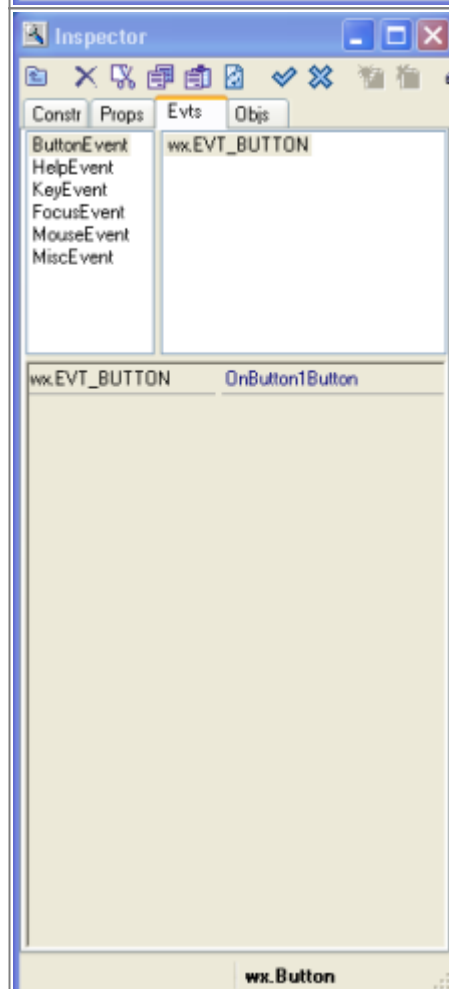 Inspector
Constr Props Evts Objs
ButtonEvent wx.EVT_BUTTON
HelpEvent
KeyEvent
FocusEvent
MouseEvent
MiscEvent
wx.EVT_BUTTON OnButton1Button
wx.Button